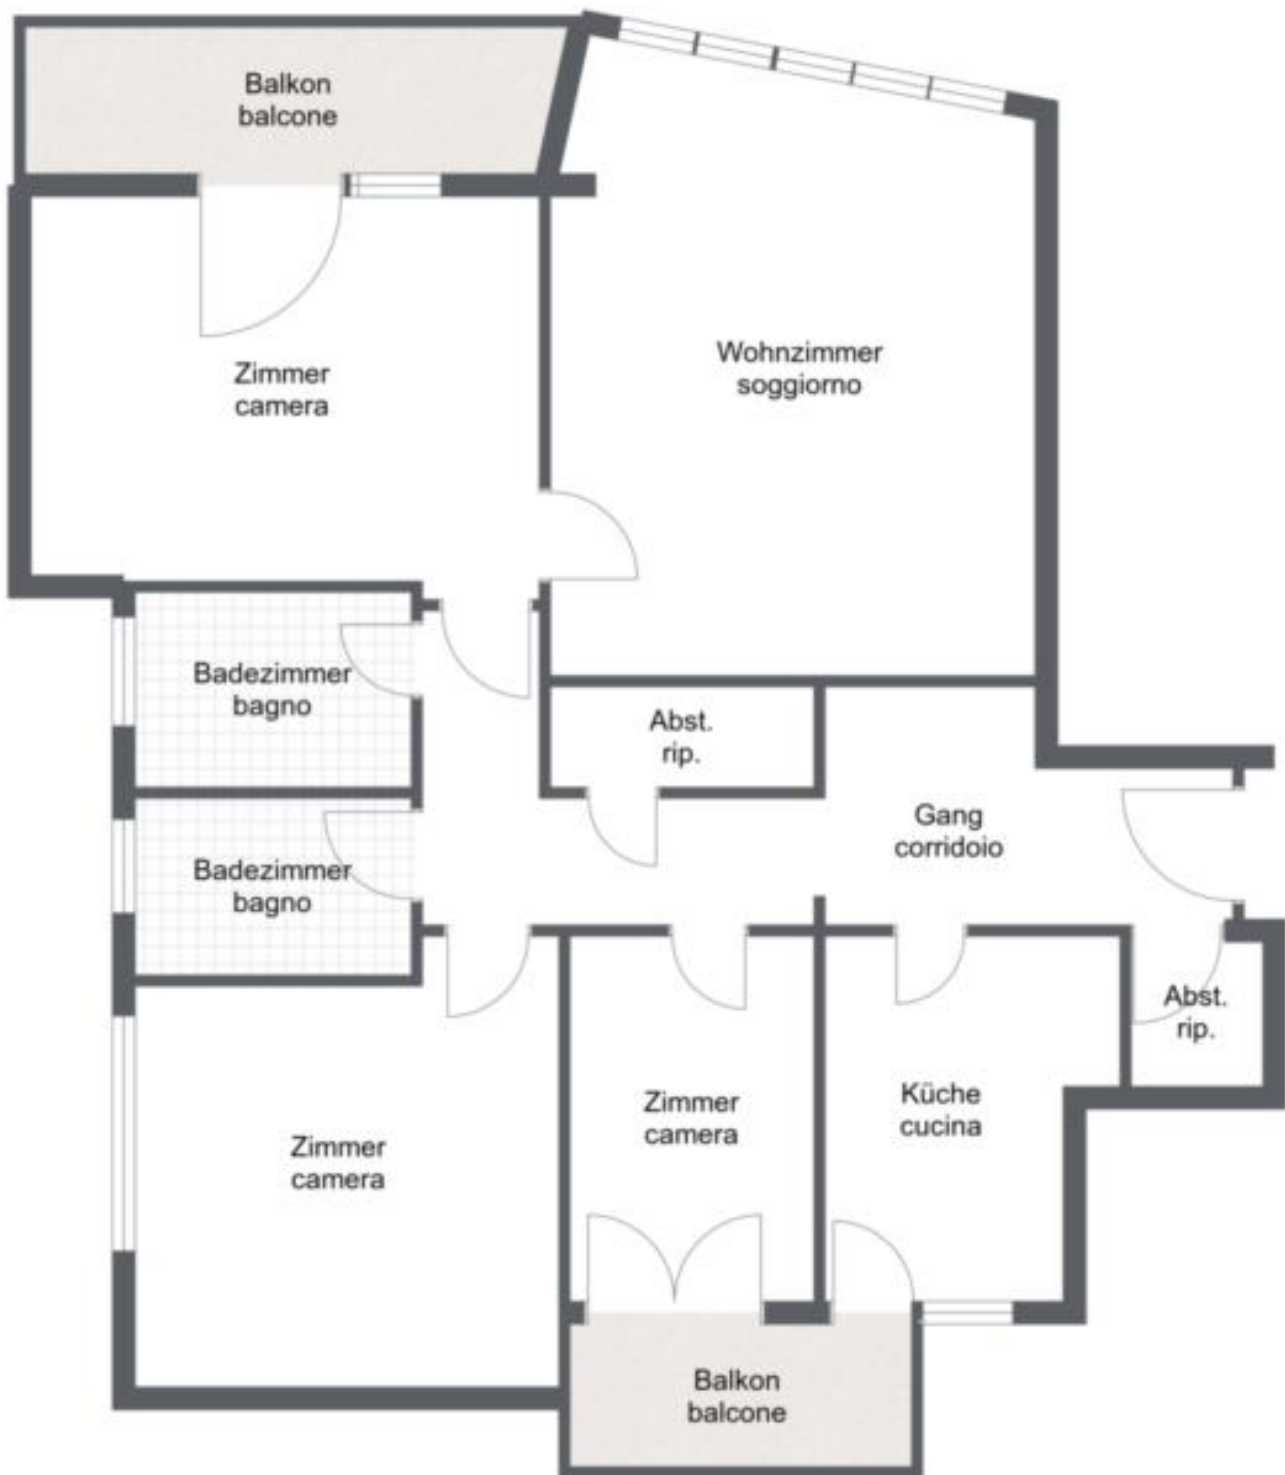 Balkon
balcone
Wohnzimmer
soggiorno
Zimmer
camera
Badezimmer
bagno
Abst.
rip.
Gang
corridoio
Badezimmer
bagno
Abst.
rip.
Küche
cucina
Zimmer
camera
Zimmer
camera
Balkon
balcone